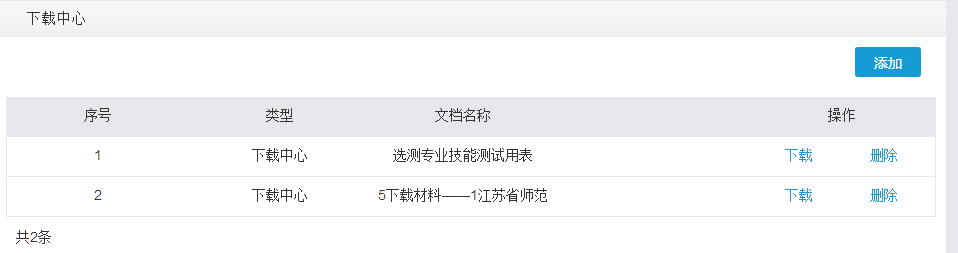 下载中心
添加
序号 类型 文档名称 操作
1 下载中心 选测专业技能测试用表 下载 删除
2 下载中心 5下载材料——1江苏省师范 下载 删除
共2条